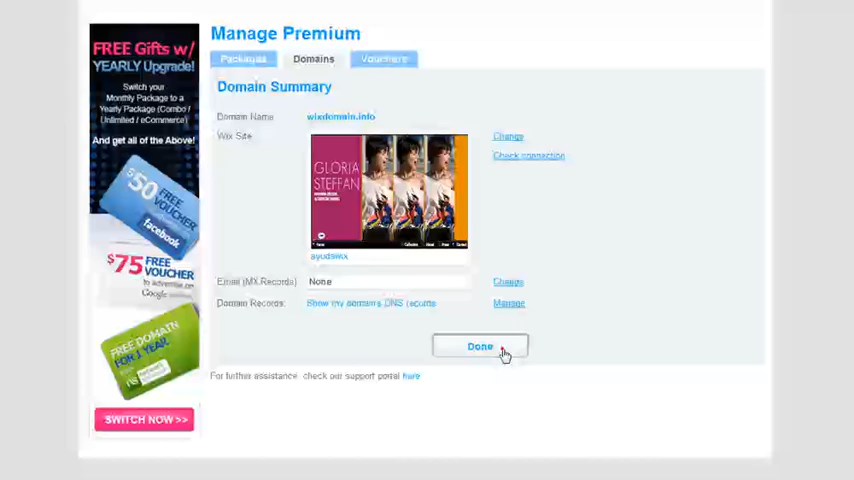 Manage Premium
FREE Gifts w/
YEARLY Upgrade!
Switch your
Monthly Package to a
Yearly Package (Combo /
Unlimited / eCommerce)
And get all of the Above!
$50 FREE
VOUCHER
facebook
$75 FREE
VOUCHER
to advertise on
Google
FREE DOMAIN
FOR 1 YEAR
SWITCH NOW >>
Packages
Domains
Vouchers
Domain Summary
Domain Name
wixdomain.info
Wix Site
Change
Check connection
GLORIA
STEFFAN
ayudawix
Email (MX Records)
None
Change
Domain Records:
Show my domain's DNS records
Manage
Done
For further assistance, check our support portal here